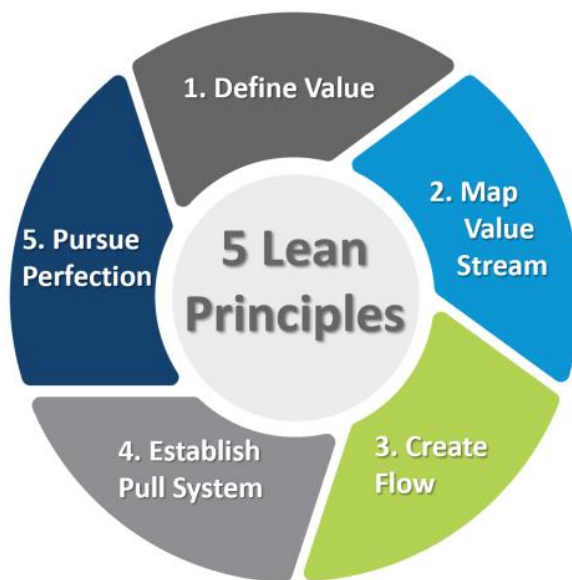 5 Lean
Principles
1. Define Value
2. Map
Value
Stream
3. Create
Flow
4. Establish
Pull System
5. Pursue
Perfection